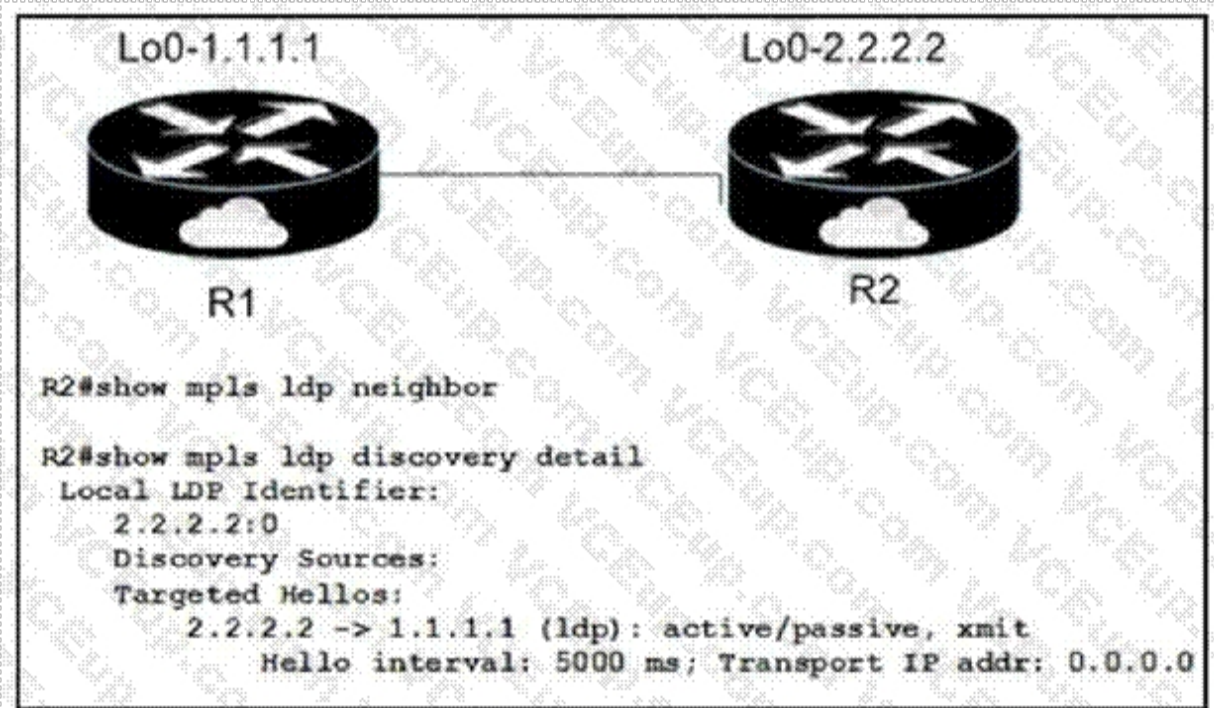 Lo0-1.1.1.1
Lo0-2.2.2.2
R1
R2
R2#show mpls ldp neighbor
R2#show mpls ldp discovery detail
Local LDP Identifier:
2.2.2.2:0
Discovery Sources:
Targeted Hellos:
2.2.2.2 -> 1.1.1.1 (ldp): active/passive, xmit
Hello interval: 5000 ms; Transport IP addr: 0.0.0.0
VCEup.com